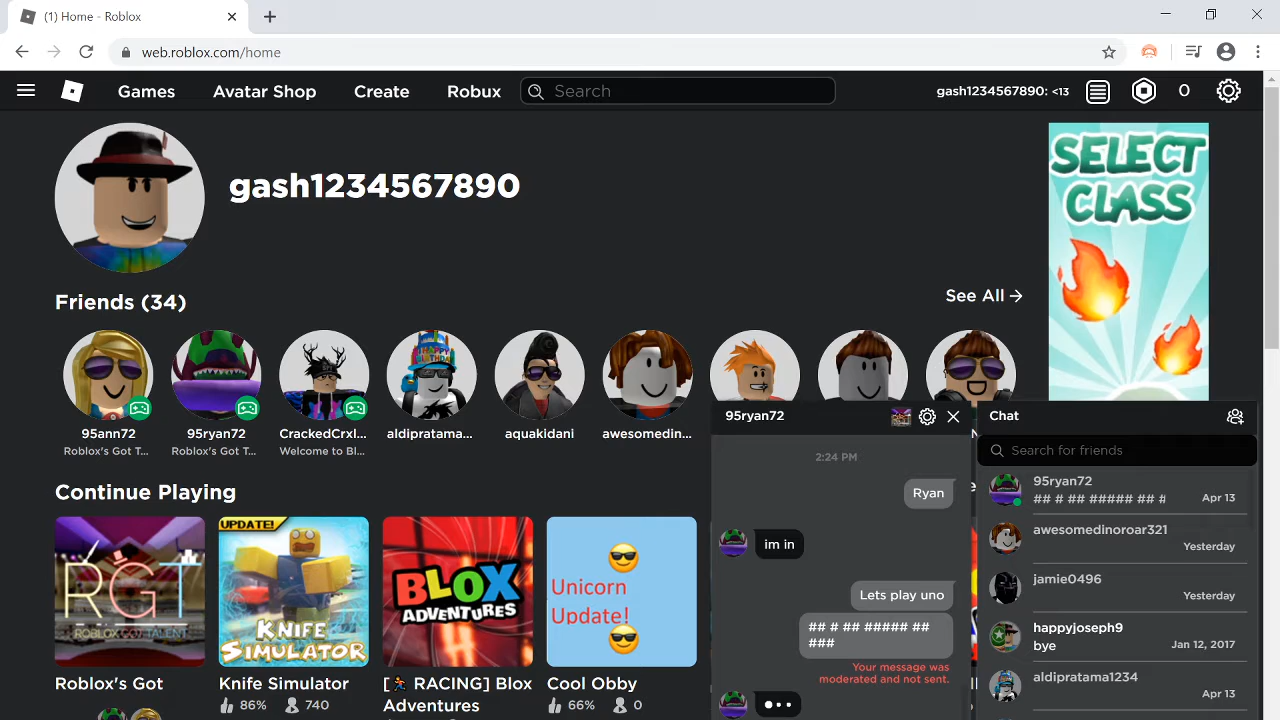 (1) Home - Roblox
web.roblox.com/home
Games
Avatar Shop
Create
Robux
Search
gash1234567890: <13
0
gash1234567890
SELECT
CLASS
Friends (34)
See All
95ann72
Roblox's Got T...
95ryan72
Roblox's Got T...
CrackedCrxl...
Welcome to Bl...
aldipratama...
aquakidani
awesomedin...
Continue Playing
RGT
ROBLOX GOT TALENT
Roblox's Got
UPDATE!
KNIFE
SIMULATOR
Knife Simulator
86%
740
BLOX
ADVENTURES
[🏃 RACING] Blox
Adventures
Unicorn
Update!
Cool Obby
66%
0
95ryan72
2:24 PM
Ryan
im in
Lets play uno
## # ## ##### ##
###
Your message was
moderated and not sent.
Chat
Search for friends
95ryan72
## # ## ##### ## #
Apr 13
awesomedinoroar321
Yesterday
jamie0496
Yesterday
happyjoseph9
bye
Jan 12, 2017
aldipratama1234
Apr 13